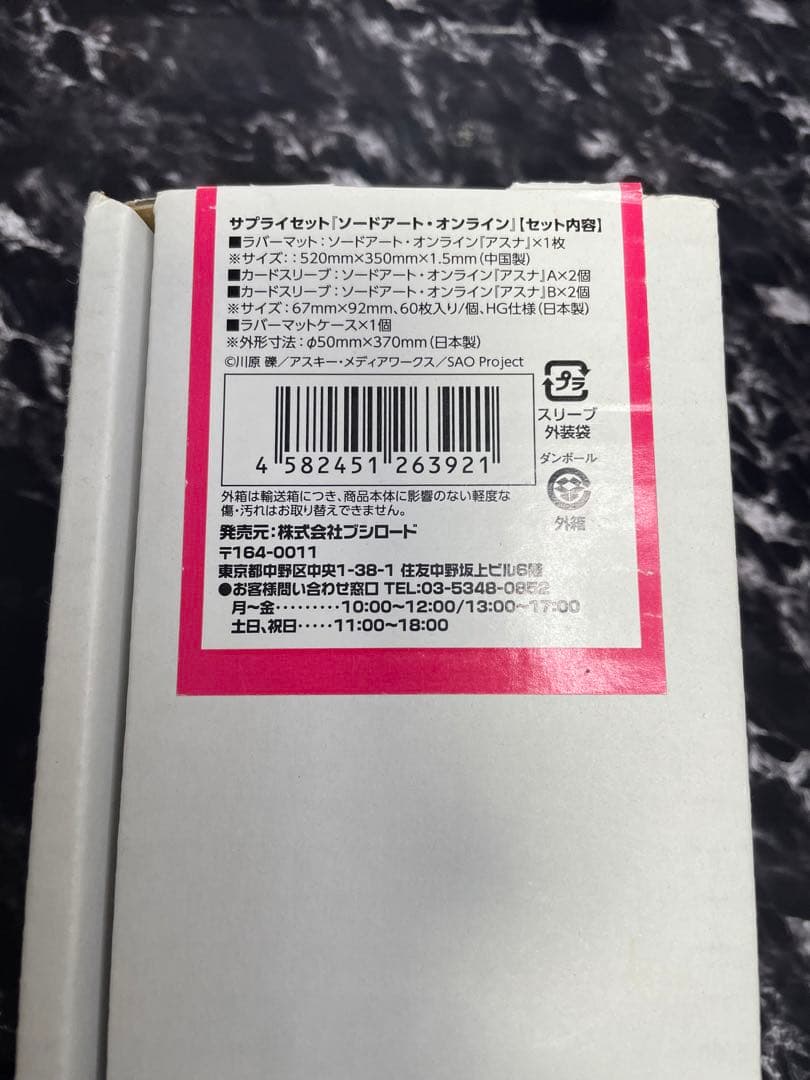 サプライセット『ソードアート・オンライン』【セット内容】
■ラバーマット：ソードアート・オンライン『アスナ』×1枚
※サイズ：：520mm×350mm×1.5mm（中国製）
■カードスリーブ：ソードアート・オンライン『アスナ』A×2個
■カードスリーブ：ソードアート・オンライン『アスナ』B×2個
※サイズ：67mm×92mm、60枚入り/個、HG仕様（日本製）
■ラバーマットケース×1個
※外形寸法：φ50mm×370mm（日本製）
©川原 礫／アスキー・メディアワークス／SAO Project
4 582451 263921
プラ
スリーブ
外装袋
ダンボール
外箱
外箱は輸送箱につき、商品本体に影響のない軽度な
傷・汚れはお取り替えできません。
発売元：株式会社ブシロード
〒164-0011
東京都中野区中央1-38-1 住友中野坂上ビル6階
●お客様問い合わせ窓口 TEL:03-5348-0852
月〜金………10:00〜12:00/13:00〜17:00
土日、祝日‥‥‥11:00〜18:00